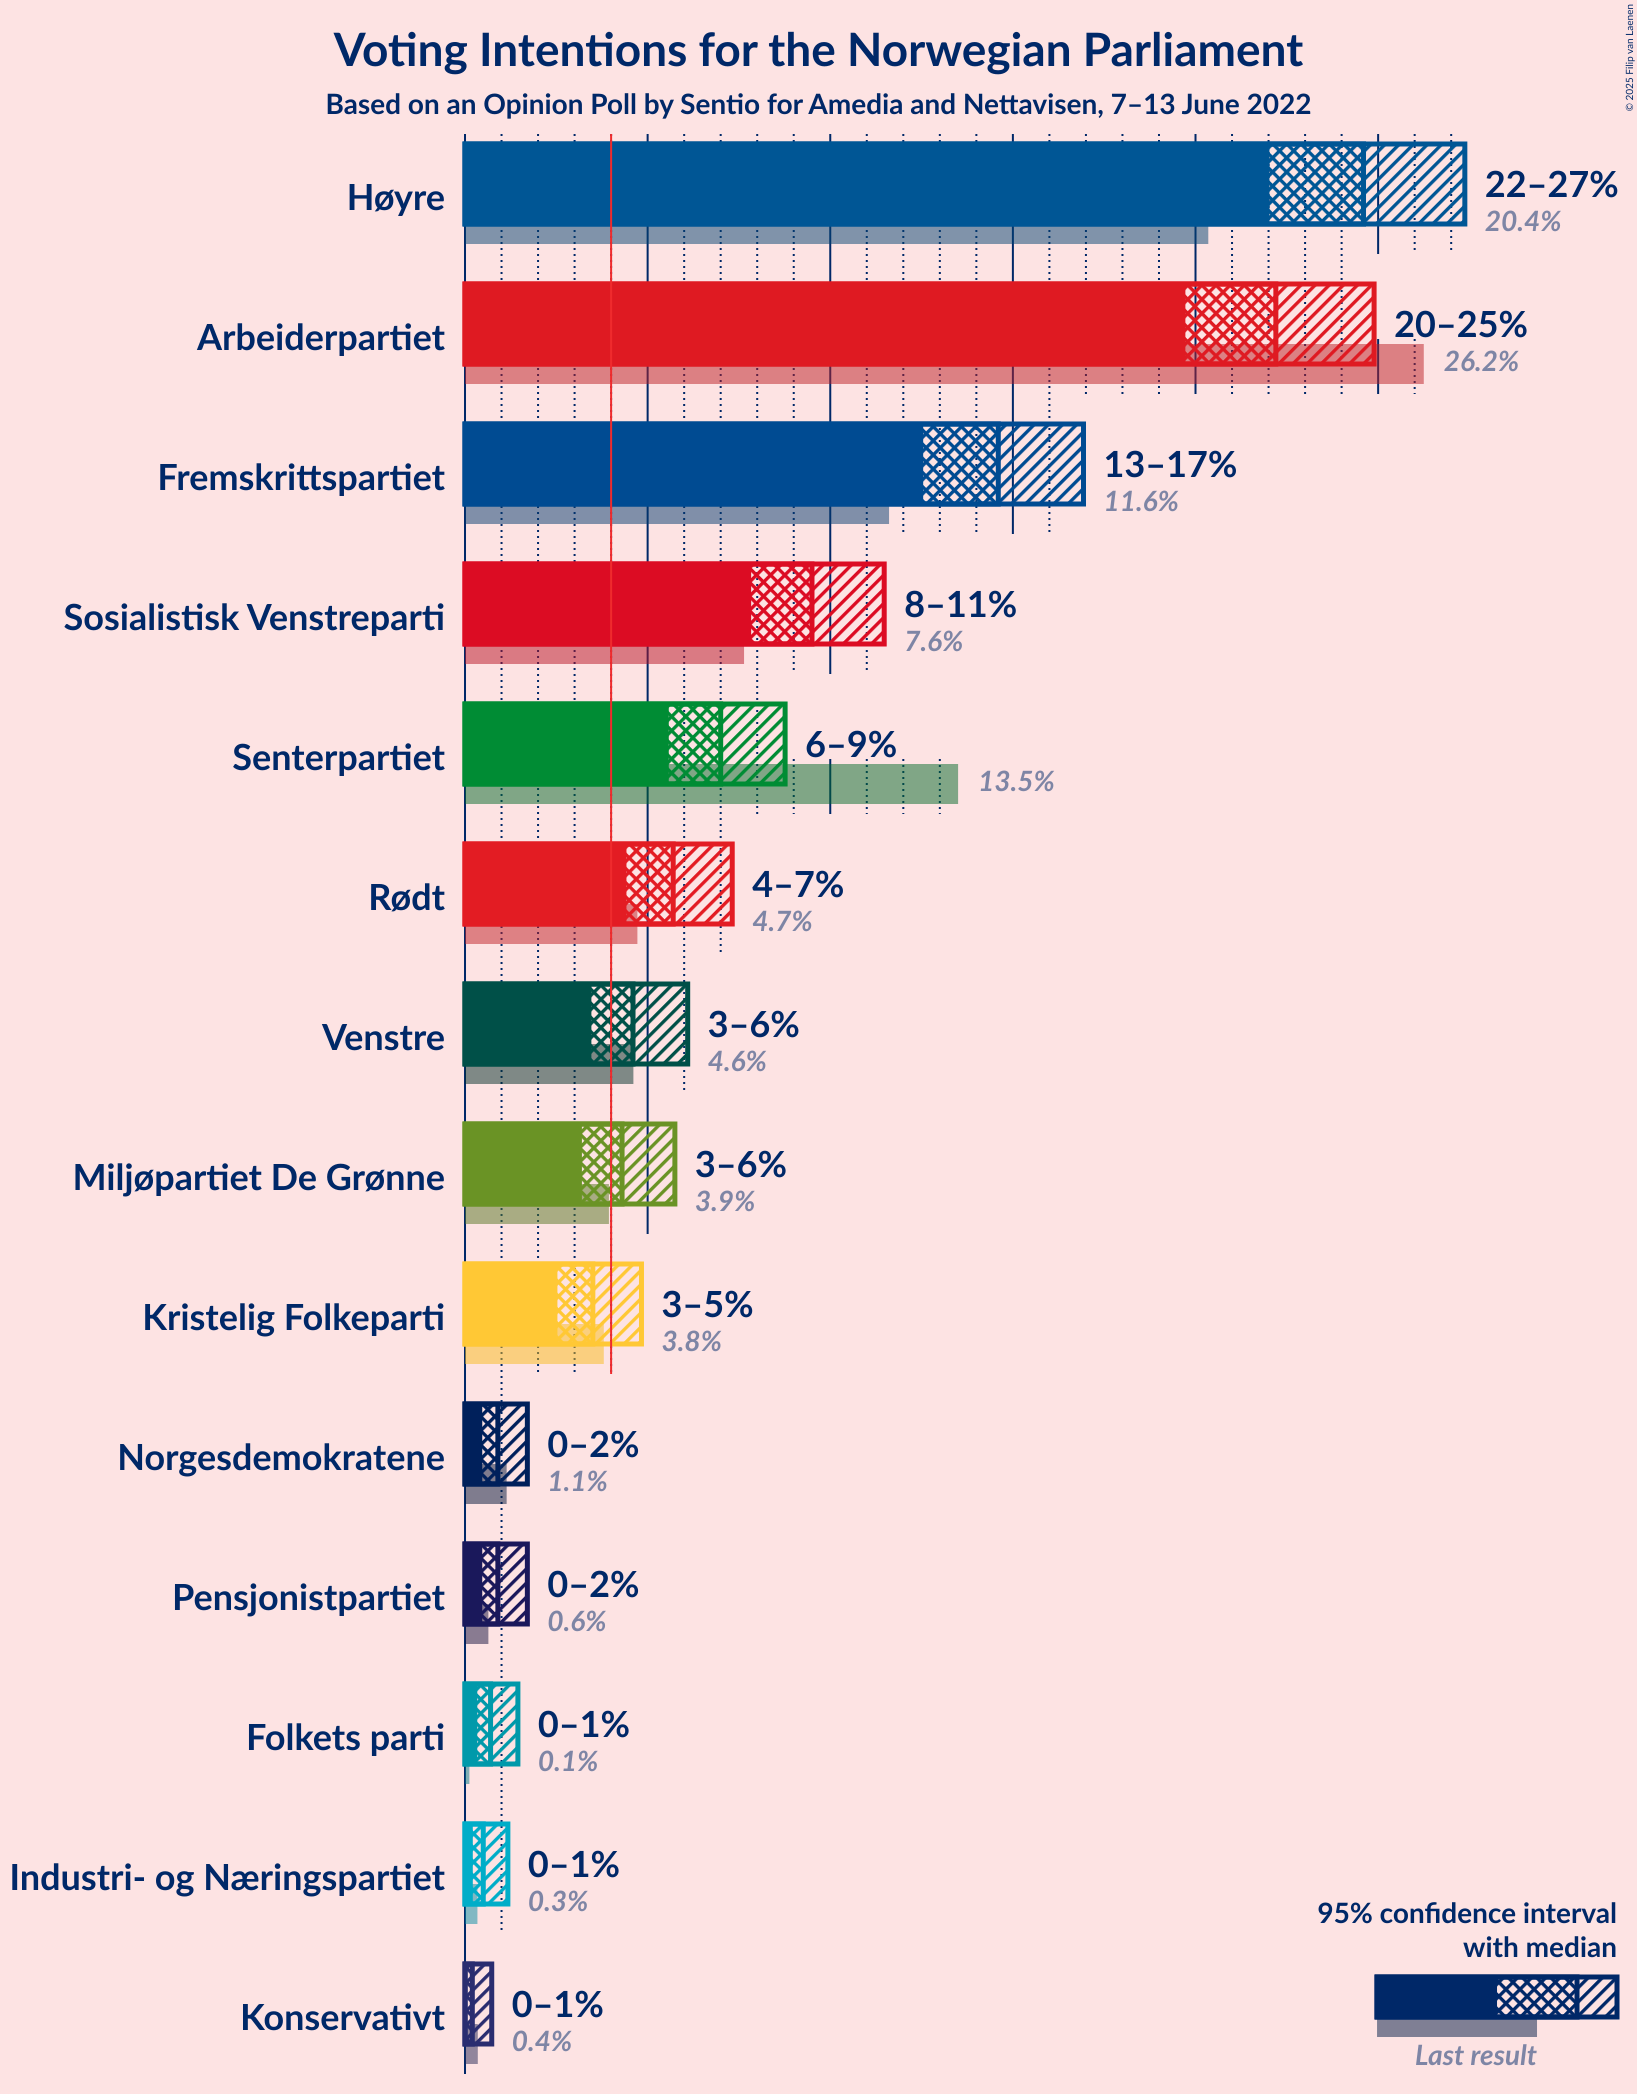 Voting Intentions for the Norwegian Parliament
Based on an Opinion Poll by Sentio for Amedia and Nettavisen, 7–13 June 2022
© 2025 Filip van Laenen
Høyre
22–27%
20.4%
Arbeiderpartiet
20–25%
26.2%
Fremskrittspartiet
13–17%
11.6%
Sosialistisk Venstreparti
8–11%
7.6%
Senterpartiet
6–9%
13.5%
Rødt
4–7%
4.7%
Venstre
3–6%
4.6%
Miljøpartiet De Grønne
3–6%
3.9%
Kristelig Folkeparti
3–5%
3.8%
Norgesdemokratene
0–2%
1.1%
Pensjonistpartiet
0–2%
0.6%
Folkets parti
0–1%
0.1%
Industri- og Næringspartiet
0–1%
0.3%
Konservativt
0–1%
0.4%
95% confidence interval
with median
Last result